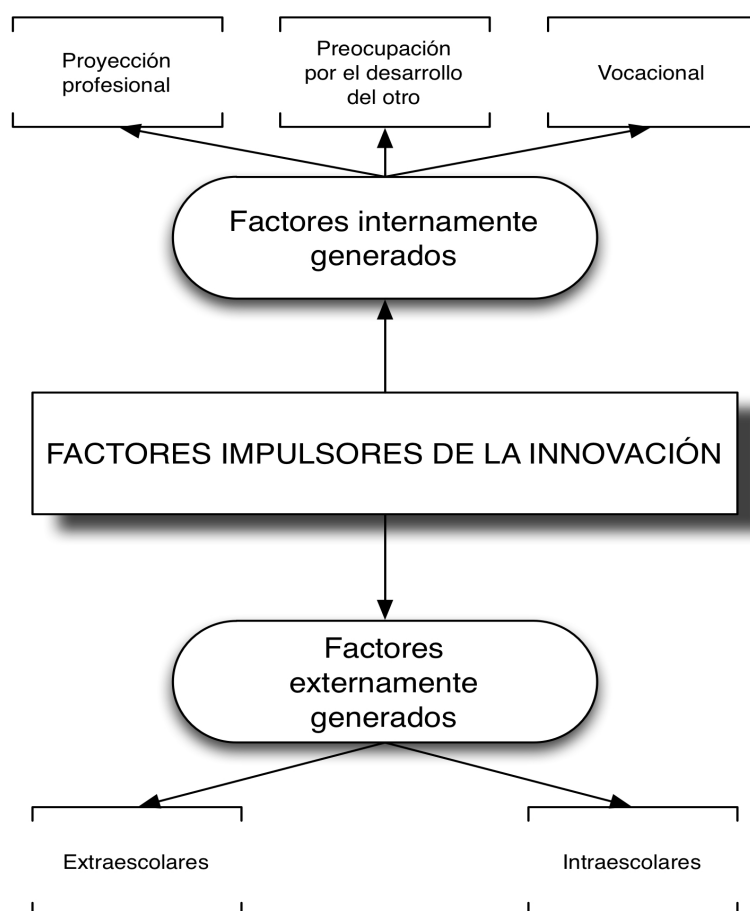 Proyección
profesional
Preocupación
por el desarrollo
del otro
Vocacional
Factores internamente
generados
FACTORES IMPULSORES DE LA INNOVACIÓN
Factores
externamente
generados
Extraescolares
Intraescolares